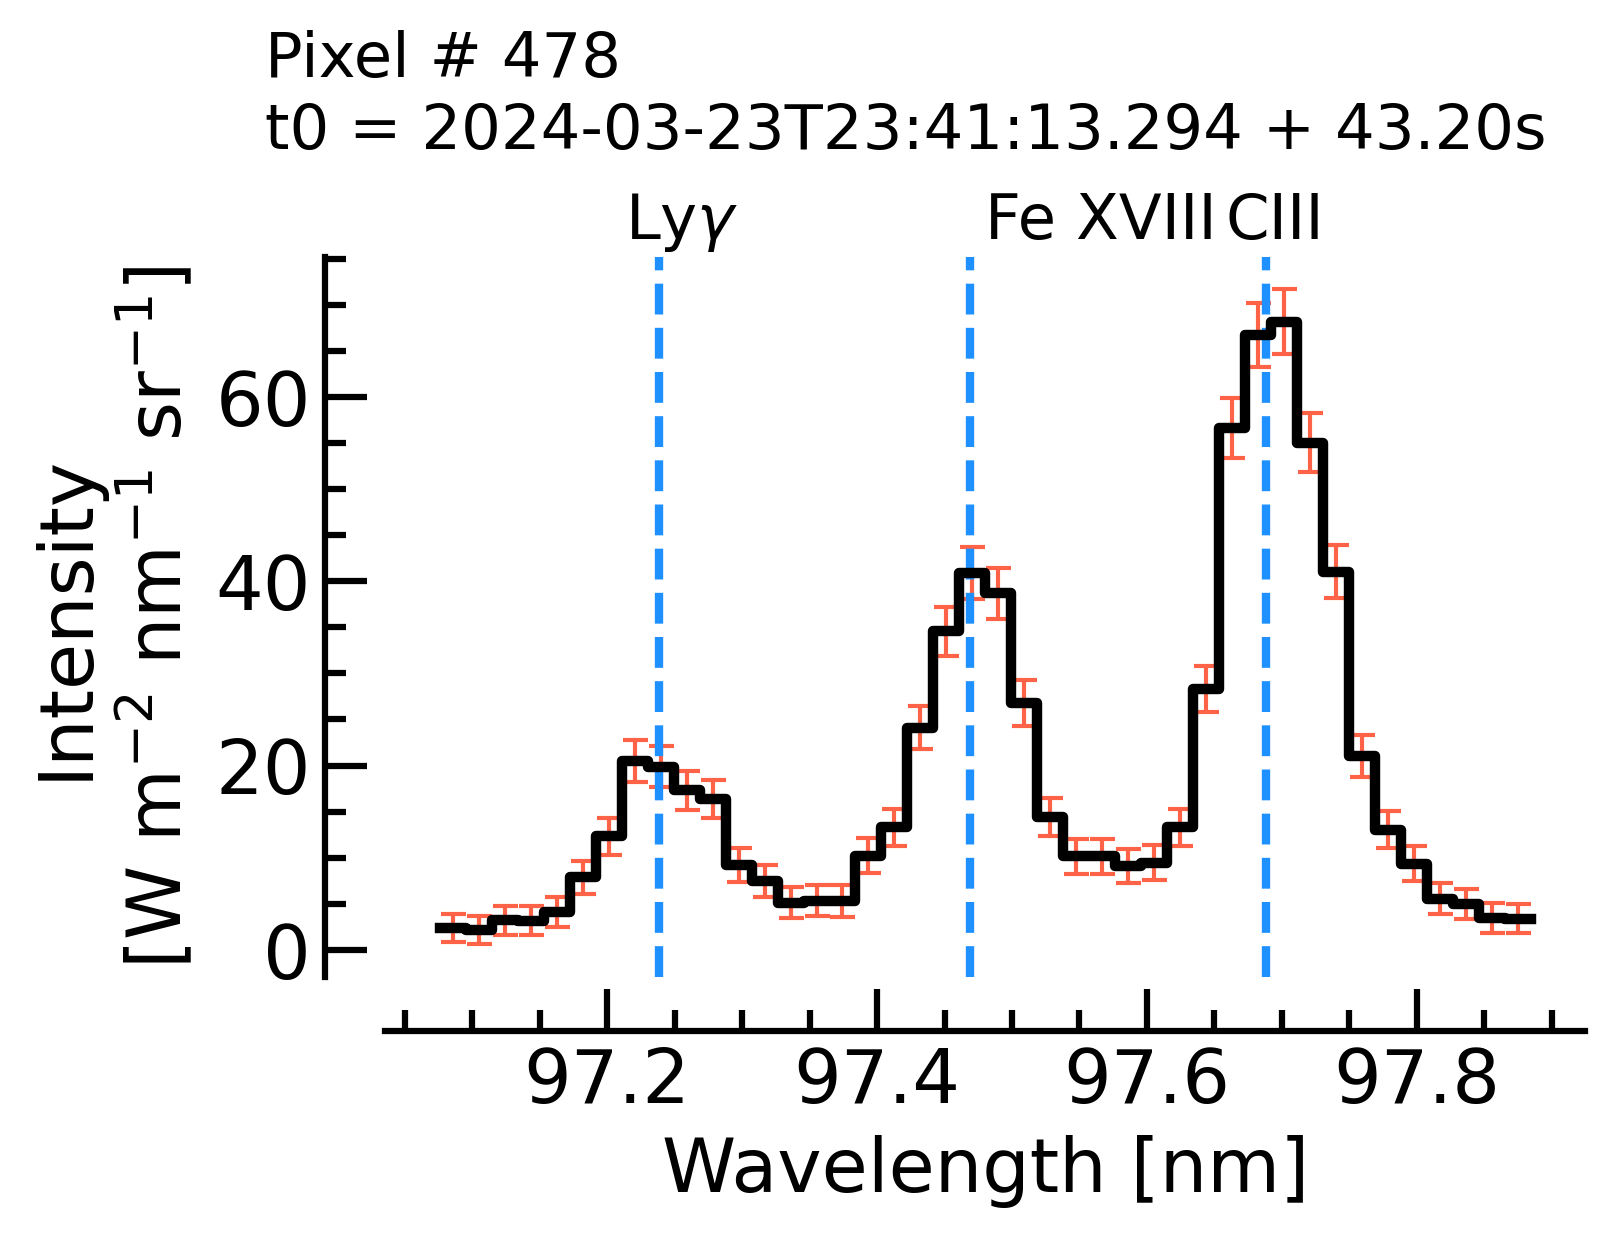 Pixel # 478
t0 = 2024-03-23T23:41:13.294 + 43.20s
Lyγ Fe XVIII CIII
Intensity
[W m⁻² nm⁻¹ sr⁻¹]
60
40
20
0
97.2 97.4 97.6 97.8
Wavelength [nm]